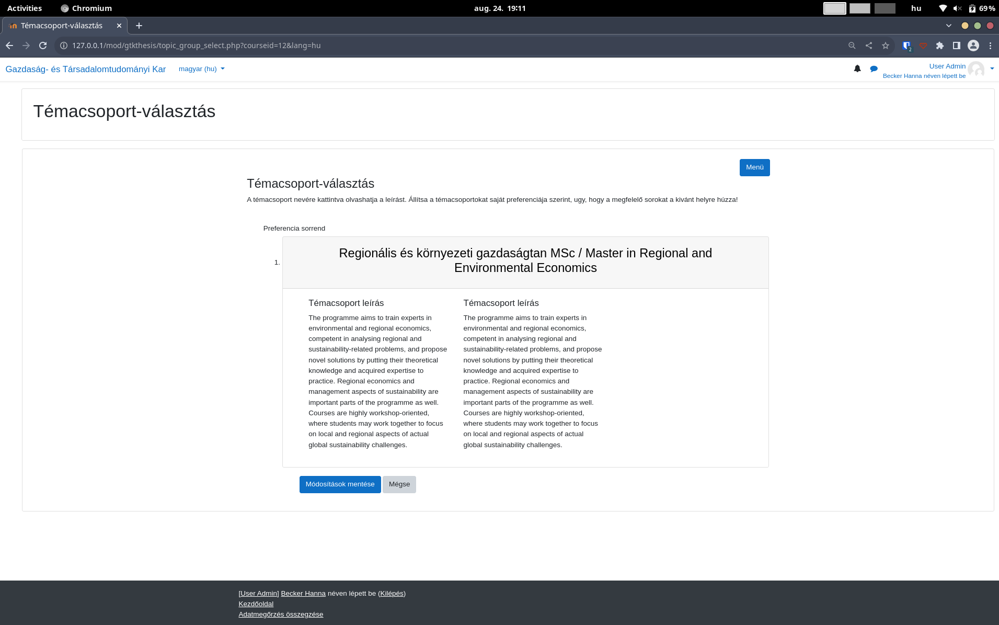 Activities Chromium aug. 24. 19:11 hu 69 %
Témacsoport-választás
127.0.0.1/mod/gtkthesis/topic_group_select.php?courseid=12&lang=hu 2
Gazdaság- és Társadalomtudományi Kar magyar (hu) User Admin
Becker Hanna néven lépett be
Témacsoport-választás
Menü
Témacsoport-választás
A témacsoport nevére kattintva olvashatja a leírást. Állítsa a témacsoportokat saját preferenciája szerint, ugy, hogy a megfelelő sorokat a kivánt helyre húzza!
Preferencia sorrend
1.
Regionális és környezeti gazdaságtan MSc / Master in Regional and
Environmental Economics
Témacsoport leírás
The programme aims to train experts in
environmental and regional economics,
competent in analysing regional and
sustainability-related problems, and propose
novel solutions by putting their theoretical
knowledge and acquired expertise to
practice. Regional economics and
management aspects of sustainability are
important parts of the programme as well.
Courses are highly workshop-oriented,
where students may work together to focus
on local and regional aspects of actual
global sustainability challenges.
Témacsoport leírás
The programme aims to train experts in
environmental and regional economics,
competent in analysing regional and
sustainability-related problems, and propose
novel solutions by putting their theoretical
knowledge and acquired expertise to
practice. Regional economics and
management aspects of sustainability are
important parts of the programme as well.
Courses are highly workshop-oriented,
where students may work together to focus
on local and regional aspects of actual
global sustainability challenges.
Módosítások mentése Mégse
[User Admin] Becker Hanna néven lépett be (Kilépés)
Kezdőoldal
Adatmegőrzés összegzése